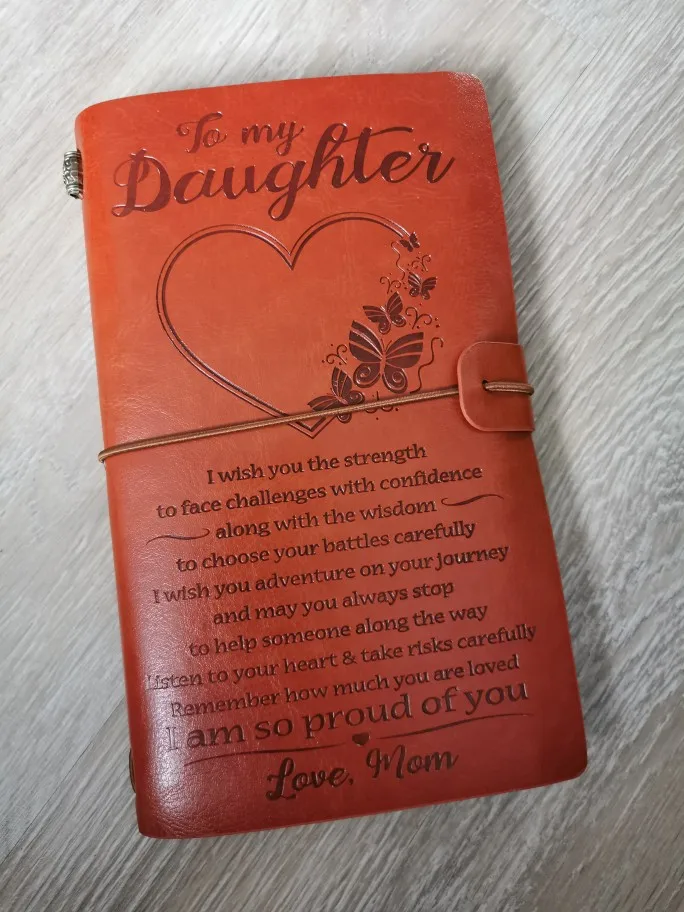 To my
Daughter
I wish you the strength
to face challenges with confidence
along with the wisdom
to choose your battles carefully
I wish you adventure on your journey
and may you always stop
to help someone along the way
Listen to your heart & take risks carefully
Remember how much you are loved
I am so proud of you
Love, Mom